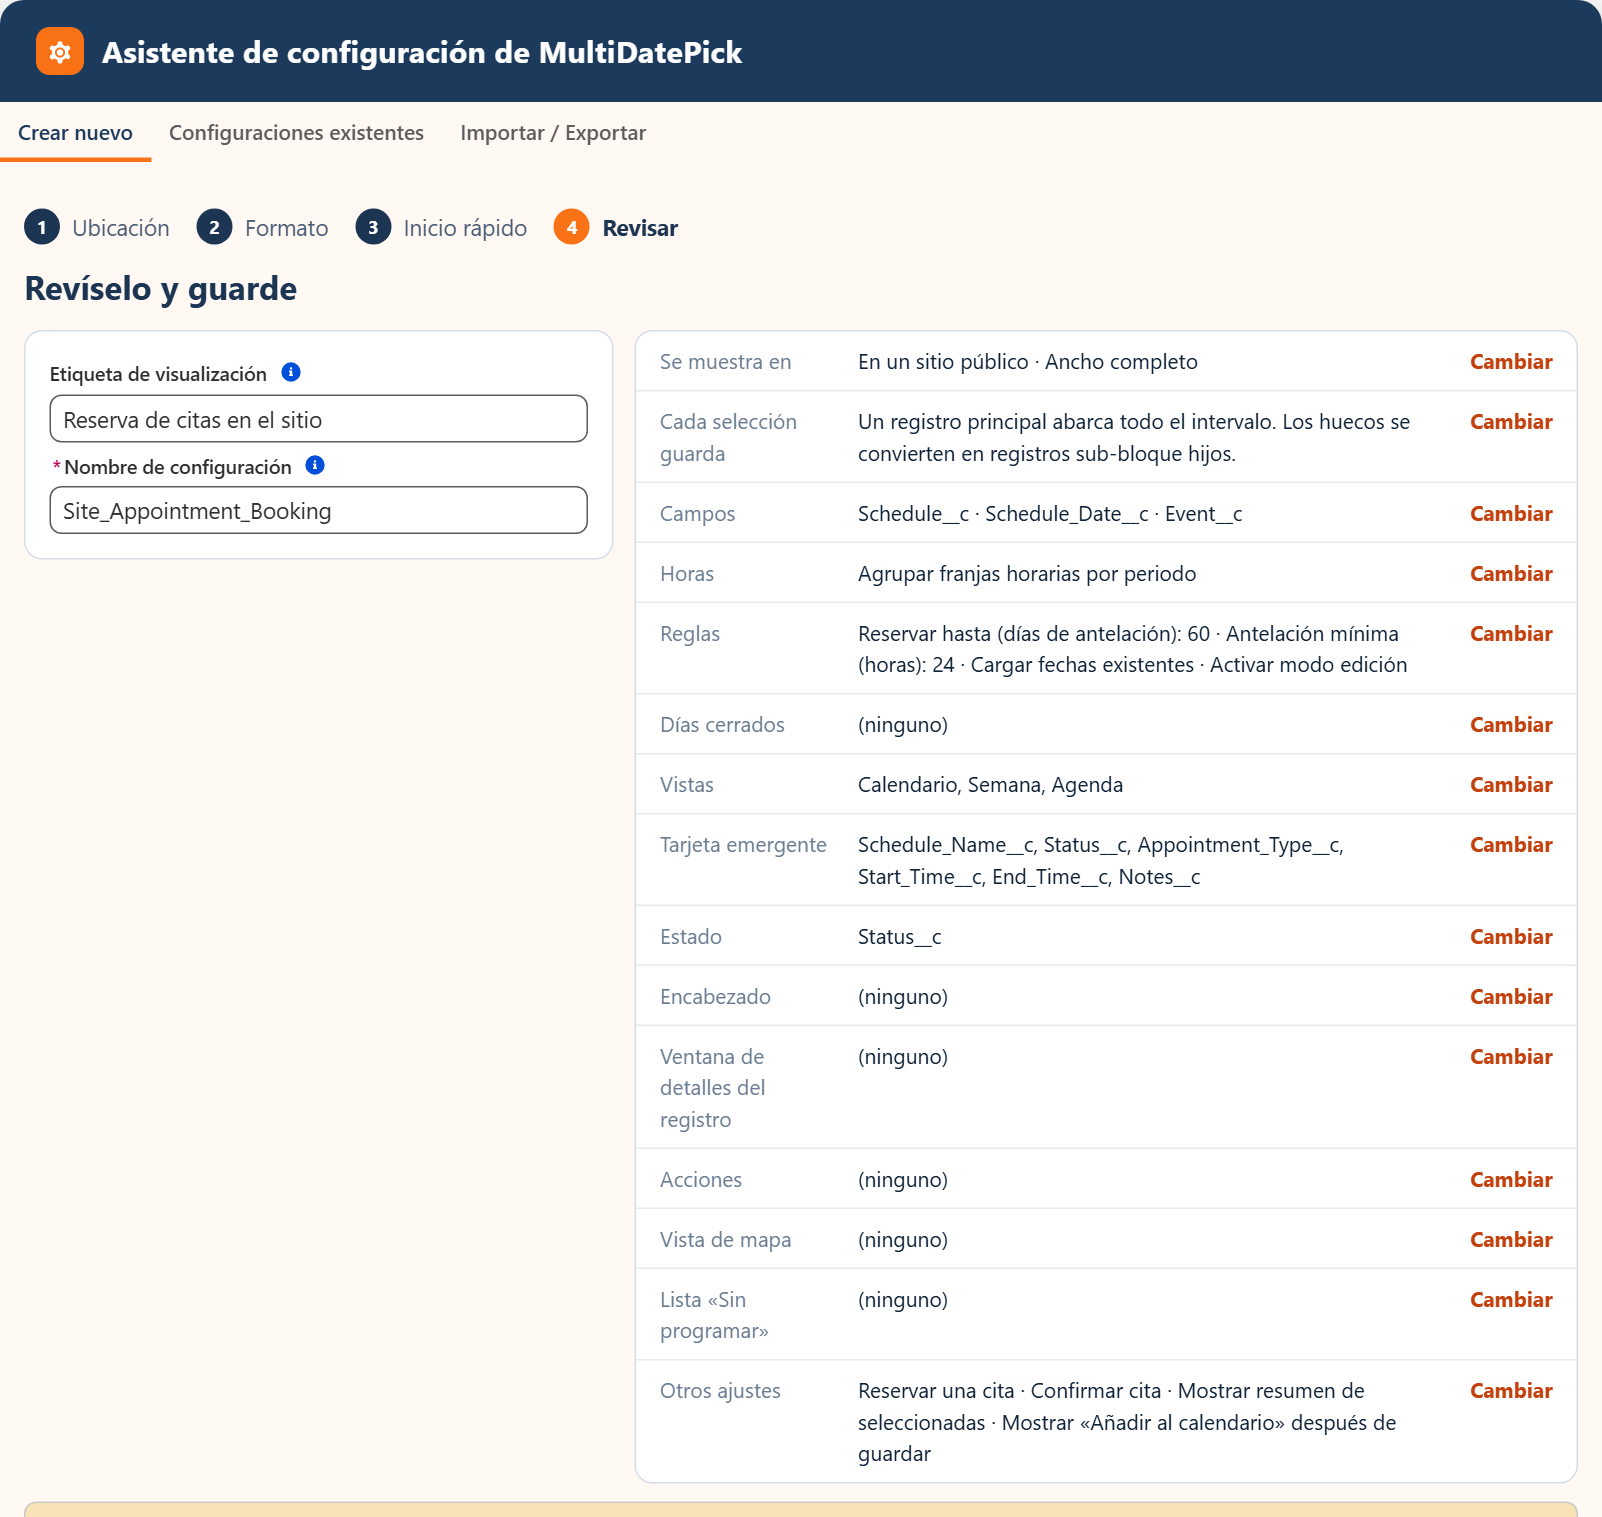 Asistente de configuración de MultiDatePick
Crear nuevo
Configuraciones existentes
Importar / Exportar
1 Ubicación
2 Formato
3 Inicio rápido
4 Revisar
Revíselo y guarde
Etiqueta de visualización
Reserva de citas en el sitio
*Nombre de configuración
Site_Appointment_Booking
Se muestra en
En un sitio público · Ancho completo
Cambiar
Cada selección
guarda
Un registro principal abarca todo el intervalo. Los huecos se
convierten en registros sub-bloque hijos.
Cambiar
Campos
Schedule__c · Schedule_Date__c · Event__c
Cambiar
Horas
Agrupar franjas horarias por periodo
Cambiar
Reglas
Reservar hasta (días de antelación): 60 · Antelación mínima
(horas): 24 · Cargar fechas existentes · Activar modo edición
Cambiar
Días cerrados
(ninguno)
Cambiar
Vistas
Calendario, Semana, Agenda
Cambiar
Tarjeta emergente
Schedule_Name__c, Status__c, Appointment_Type__c,
Start_Time__c, End_Time__c, Notes__c
Cambiar
Estado
Status__c
Cambiar
Encabezado
(ninguno)
Cambiar
Ventana de
detalles del
registro
(ninguno)
Cambiar
Acciones
(ninguno)
Cambiar
Vista de mapa
(ninguno)
Cambiar
Lista «Sin
programar»
(ninguno)
Cambiar
Otros ajustes
Reservar una cita · Confirmar cita · Mostrar resumen de
seleccionadas · Mostrar «Añadir al calendario» después de
guardar
Cambiar